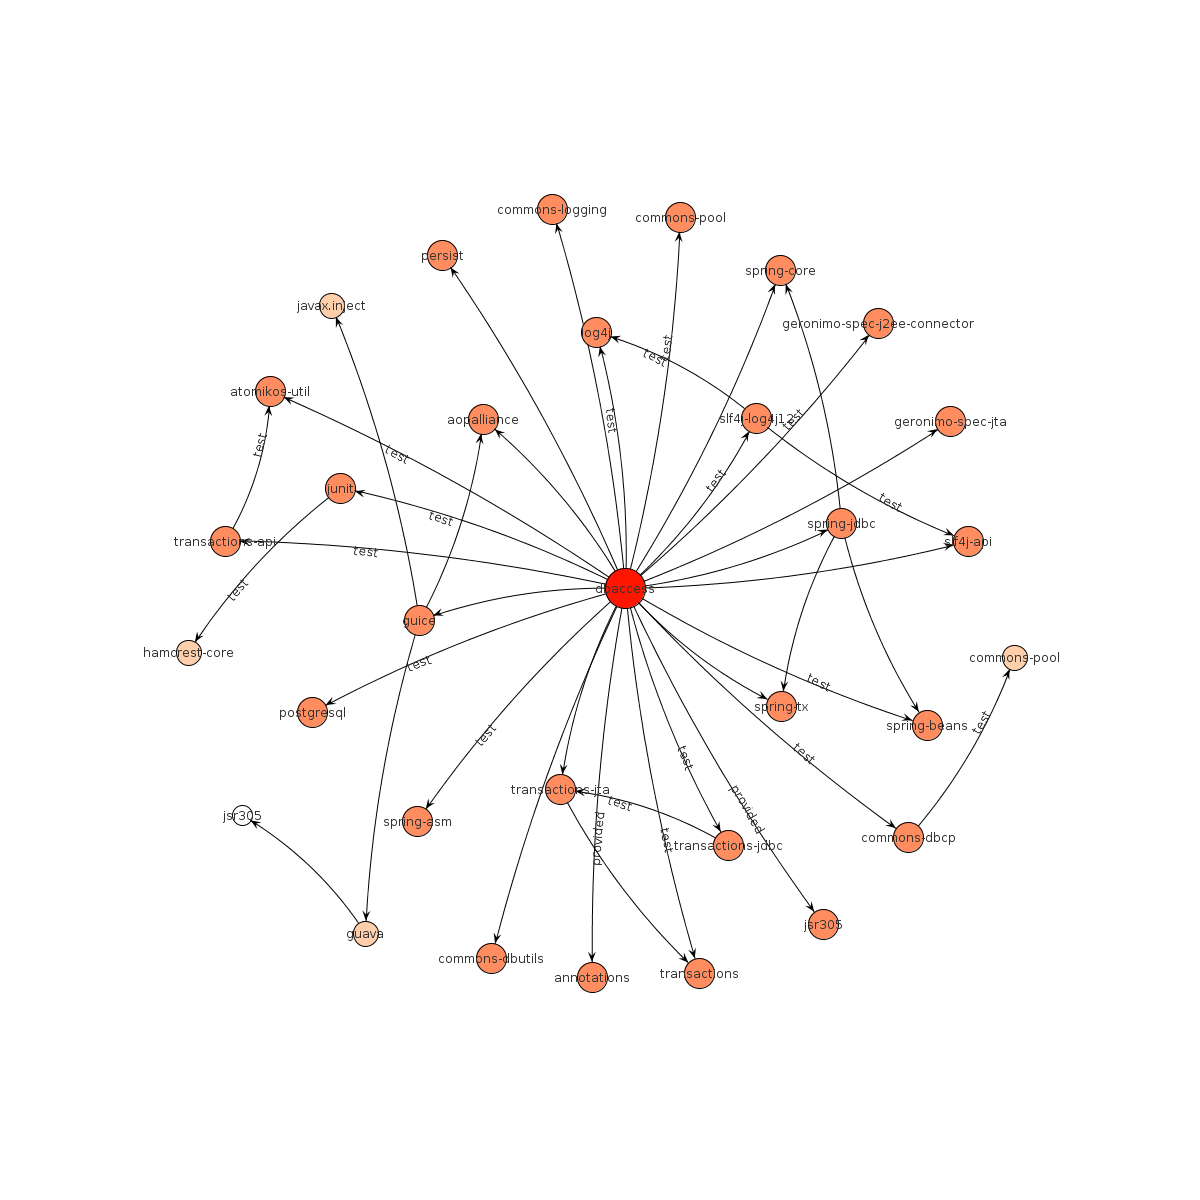 commons-logging
commons-pool
persist
spring-core
javax.inject
geronimo-spec-j2ee-connector
log4j
test
test
atomikos-util
aopalliance
slf4j-log4j12
test
test
geronimo-spec-jta
test
test
junit
test
test
test
spring-jdbc
transactions-api
test
slf4j-api
dbaccess
test
guice
hamcrest-core
test
commons-pool
test
postgresql
spring-tx
spring-beans
test
test
test
test
transactions-jta
test
provided
jsr305
spring-asm
provided
test
transactions-jdbc
commons-dbcp
jsr305
guava
commons-dbutils
annotations
transactions